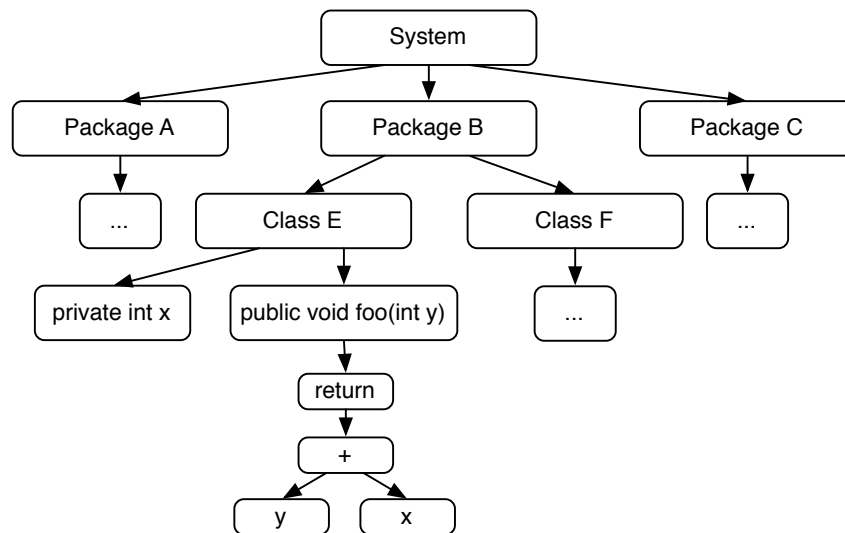 System
Package A
Package B
Package C
...
Class E
Class F
...
private int x
public void foo(int y)
...
return
+
y
x